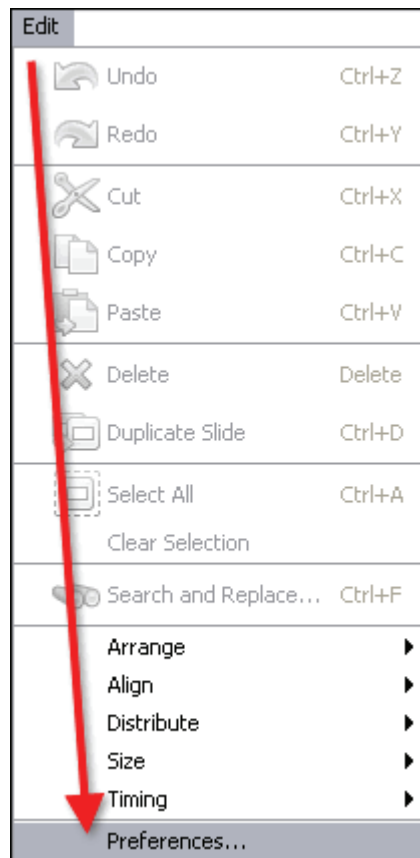 Edit
Undo Ctrl+Z
Redo Ctrl+Y
Cut Ctrl+X
Copy Ctrl+C
Paste Ctrl+V
Delete Delete
Duplicate Slide Ctrl+D
Select All Ctrl+A
Clear Selection
Search and Replace... Ctrl+F
Arrange
Align
Distribute
Size
Timing
Preferences...